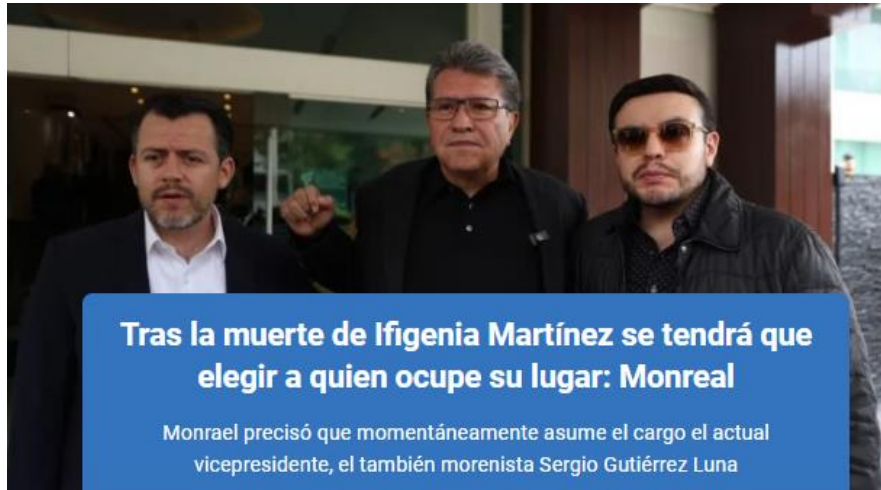 Tras la muerte de Ifigenia Martínez se tendrá que
elegir a quien ocupe su lugar: Monreal
Monrael precisó que momentáneamente asume el cargo el actual
vicepresidente, el también morenista Sergio Gutiérrez Luna